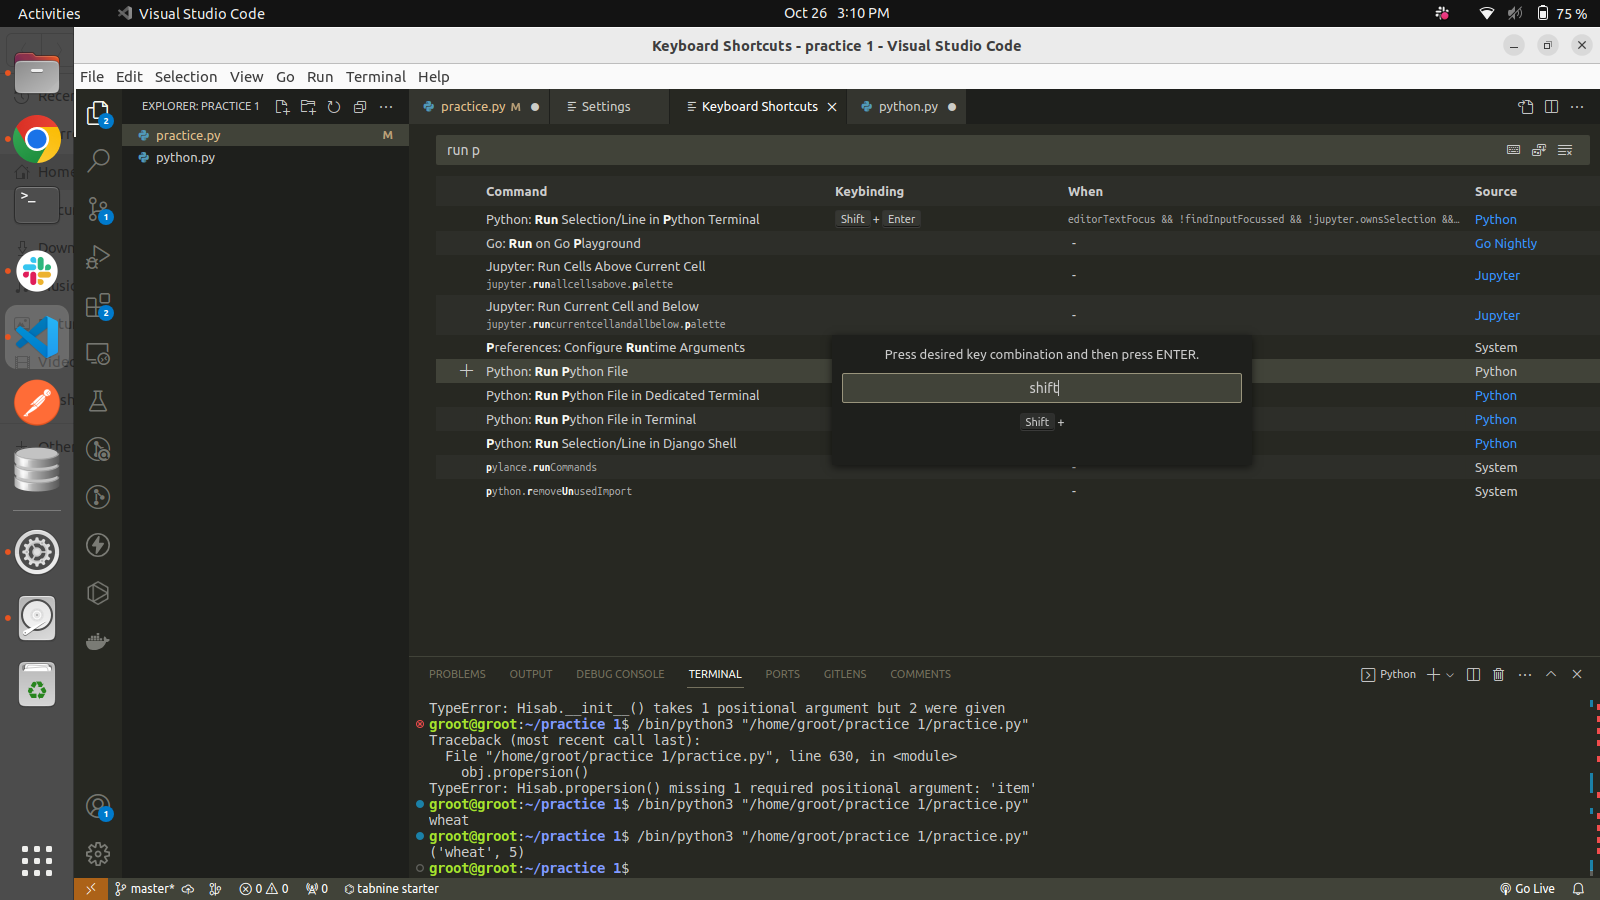 Activities
Visual Studio Code
Oct 26 3:10 PM
75 %
Keyboard Shortcuts - practice 1 - Visual Studio Code
File Edit Selection View Go Run Terminal Help
EXPLORER: PRACTICE 1
practice.py M
Settings
Keyboard Shortcuts
python.py
practice.py M
python.py
run p
Command Keybinding When Source
Python: Run Selection/Line in Python Terminal Shift + Enter editorTextFocus && !findInputFocussed && !jupyter.ownsSelection &&… Python
Go: Run on Go Playground - Go Nightly
Jupyter: Run Cells Above Current Cell
jupyter.runallcellsabove.palette - Jupyter
Jupyter: Run Current Cell and Below
jupyter.runcurrentcellandallbelow.palette - Jupyter
Preferences: Configure Runtime Arguments System
Python: Run Python File Python
Python: Run Python File in Dedicated Terminal Python
Python: Run Python File in Terminal Python
Python: Run Selection/Line in Django Shell Python
pylance.runCommands - System
python.removeUnusedImport - System
Press desired key combination and then press ENTER.
shift
Shift +
2
1
2
1
Home
PROBLEMS OUTPUT DEBUG CONSOLE TERMINAL PORTS GITLENS COMMENTS
Python
TypeError: Hisab.__init__() takes 1 positional argument but 2 were given
groot@groot:~/practice 1$ /bin/python3 "/home/groot/practice 1/practice.py"
Traceback (most recent call last):
File "/home/groot/practice 1/practice.py", line 630, in <module>
obj.propersion()
TypeError: Hisab.propersion() missing 1 required positional argument: 'item'
groot@groot:~/practice 1$ /bin/python3 "/home/groot/practice 1/practice.py"
wheat
groot@groot:~/practice 1$ /bin/python3 "/home/groot/practice 1/practice.py"
('wheat', 5)
groot@groot:~/practice 1$
master* 0 0 0 tabnine starter
Go Live